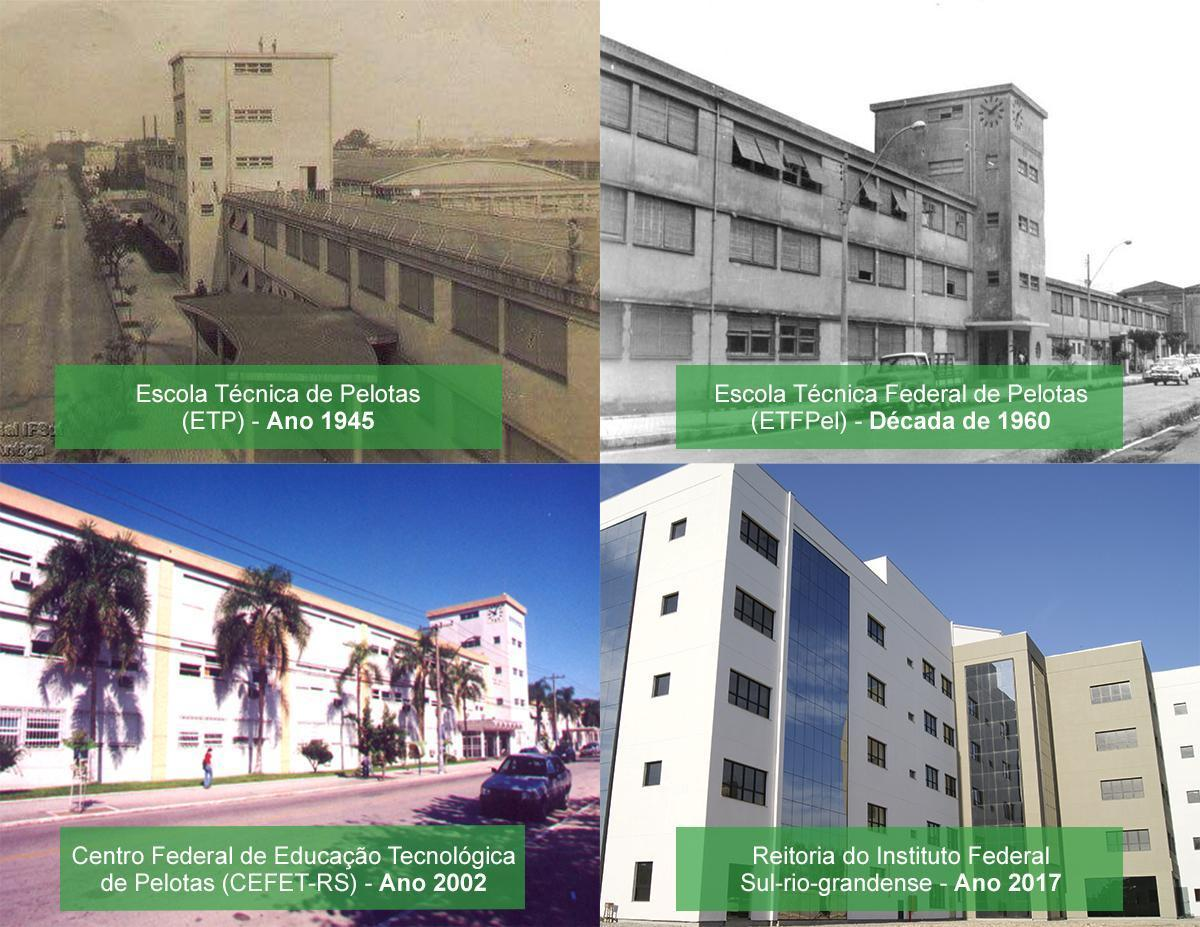 Escola Técnica de Pelotas
(ETP) - Ano 1945
Escola Técnica Federal de Pelotas
(ETFPel) - Década de 1960
Centro Federal de Educação Tecnológica
de Pelotas (CEFET-RS) - Ano 2002
Reitoria do Instituto Federal
Sul-rio-grandense - Ano 2017